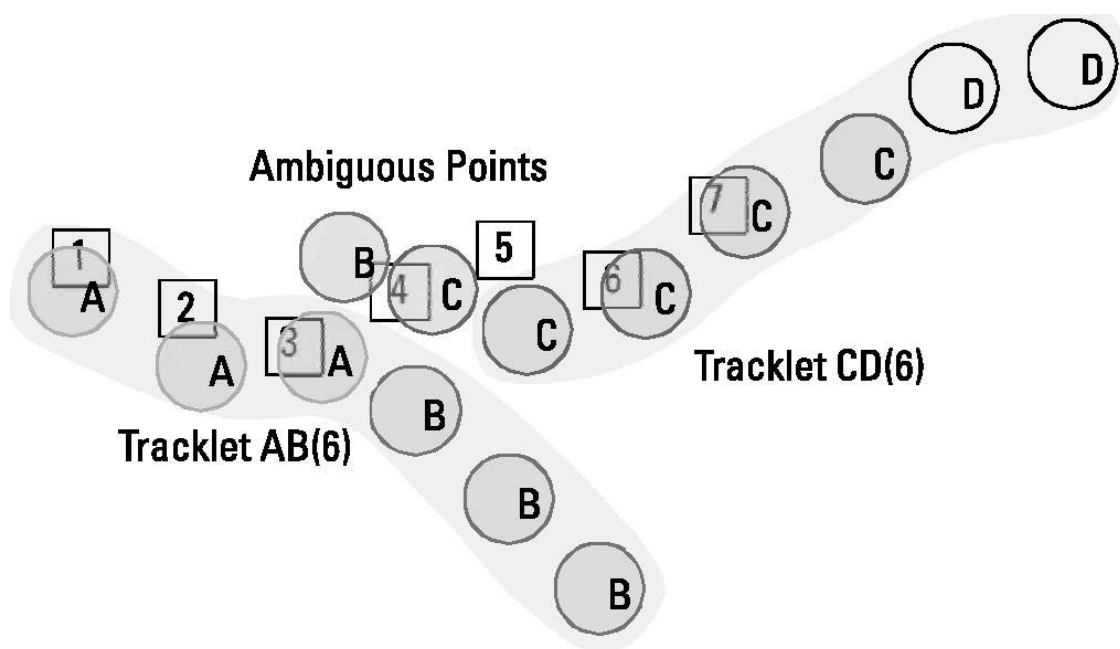 D
D
C
Ambiguous Points
7
C
1
A
B
4
C
5
6
C
2
A
3
A
C
Tracklet CD(6)
B
Tracklet AB(6)
B
B